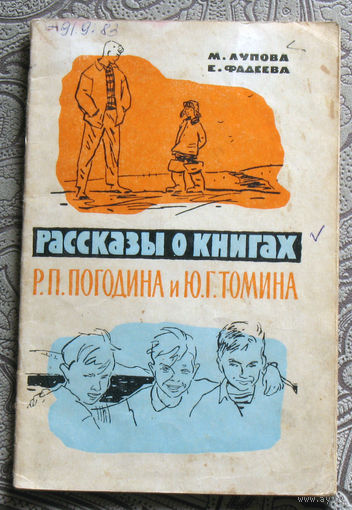 М. ЛУПОВА
Е. ФАДЕЕВА
РАССКАЗЫ О КНИГАХ
Р.П. ПОГОДИНА И Ю.Г. ТОМИНА